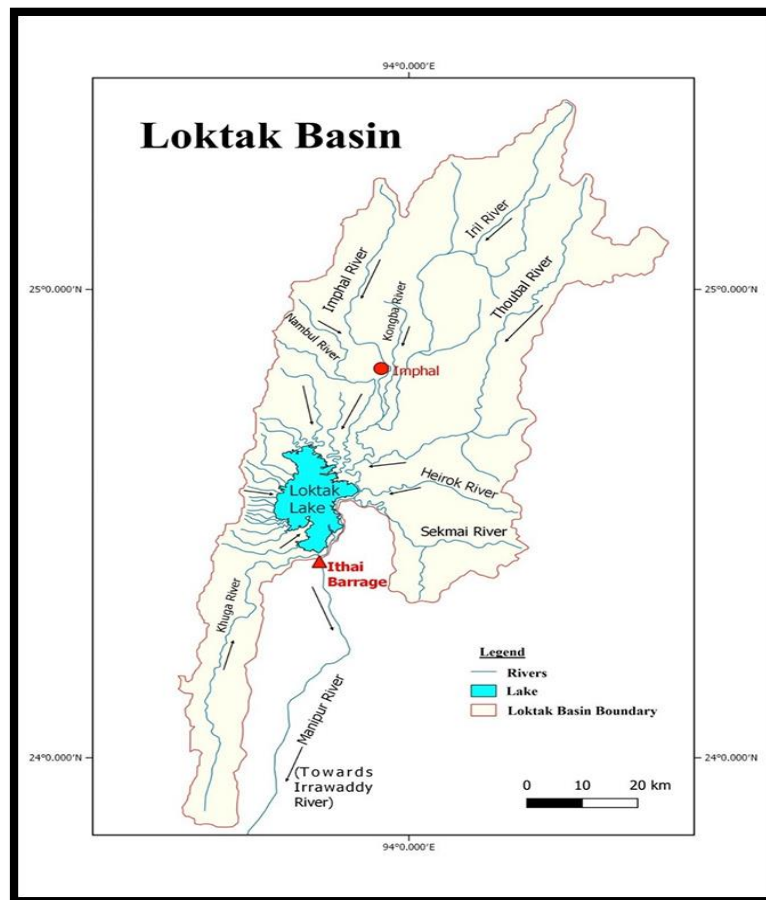 94°0.000'E
Loktak Basin
Iril River
Imphal River
Thoubal River
25°0.000'N
25°0.000'N
Kongba River
Nambul River
Imphal
Loktak
Lake
Heirok River
Sekmai River
Ithai
Barrage
Khuga River
Legend
Rivers
Lake
Loktak Basin Boundary
Manipur River
24°0.000'N
24°0.000'N
(Towards
Irrawaddy
River)
0 10 20 km
94°0.000'E